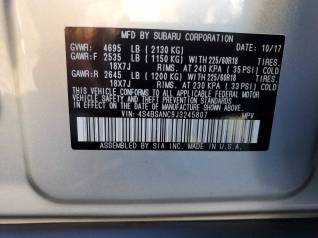 MFD. BY SUBARU CORPORATION 10/17
GVWR: 4695 LB (2130 KG)
GAWR:F 2535 LB (1150 KG) WITH 225/60R18 TIRES.
18X7J RIMS. AT 240 KPA ( 35 PSI) COLD
GAWR:R 2645 LB (1200 KG) WITH 225/60R18 TIRES.
18X7J RIMS. AT 230 KPA ( 33 PSI) COLD
THIS VEHICLE CONFORMS TO ALL APPLICABLE
U.S. FEDERAL MOTOR VEHICLE SAFETY, BUMPER,
AND THEFT PREVENTION STANDARDS IN EFFECT ON
THE DATE OF MANUFACTURE SHOWN ABOVE.
VIN: 4S4BSANC9J3245807 MPV
ASSEMBLED BY SIA INC. MADE IN U.S.A.